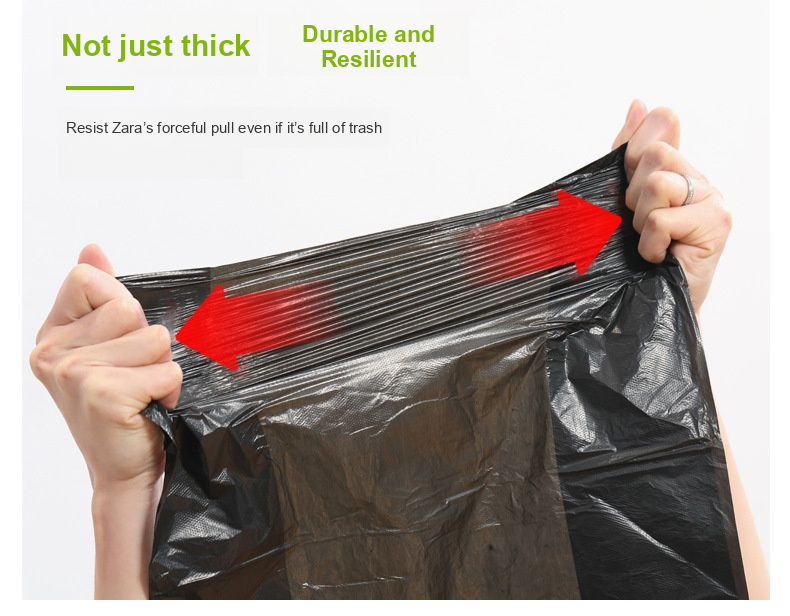 Not just thick
Durable and
Resilient
Resist Zara’s forceful pull even if it’s full of trash